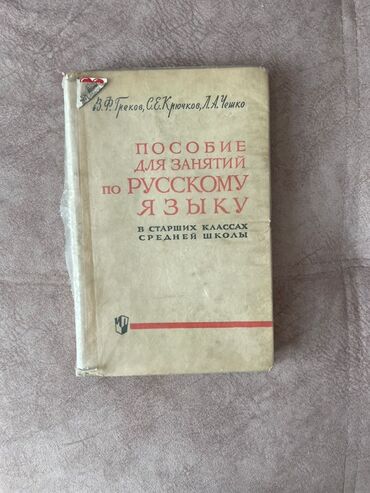 В.Ф. Греков, С.Е. Крючков, Л.А. Чешко
ПОСОБИЕ
ДЛЯ ЗАНЯТИЙ
ПО РУССКОМУ
ЯЗЫКУ
В СТАРШИХ КЛАССАХ
СРЕДНЕЙ ШКОЛЫ